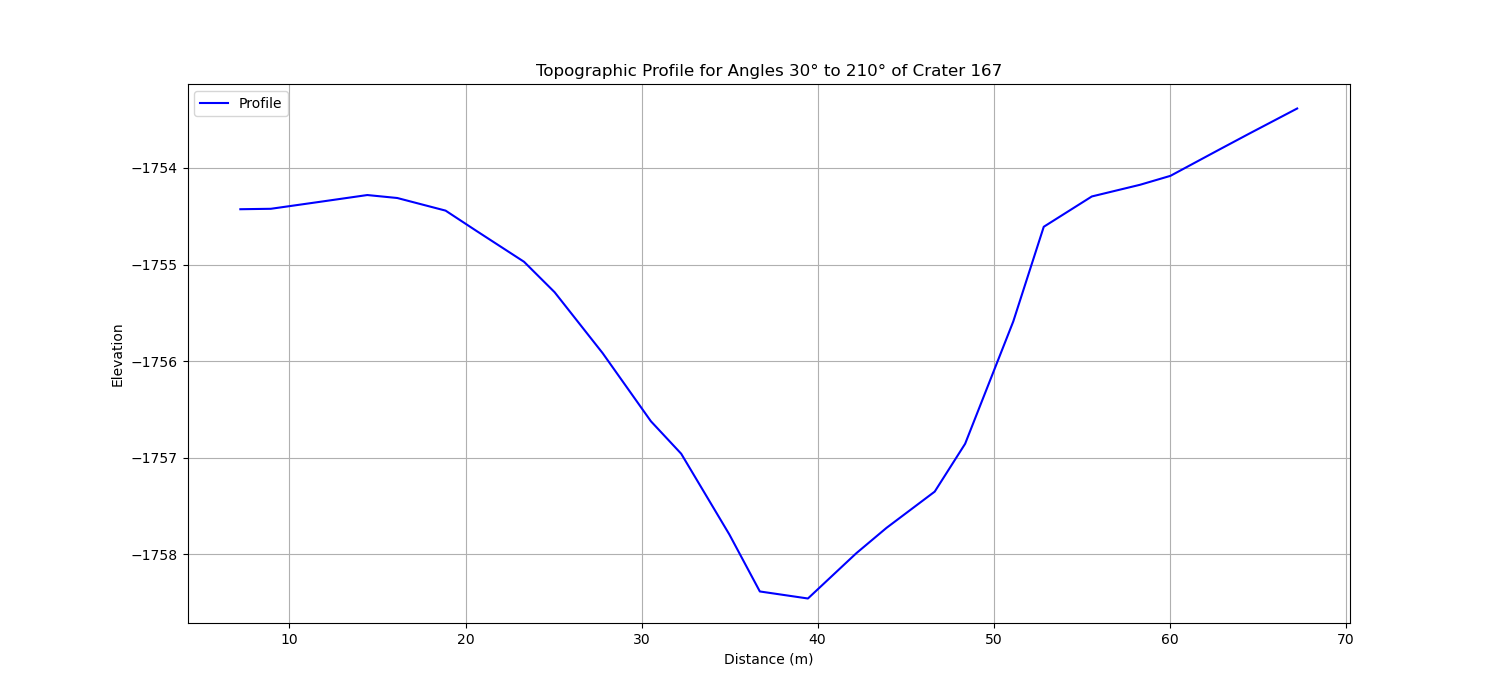 Topographic Profile for Angles 30° to 210° of Crater 167
Profile
−1754
−1755
−1756
−1757
−1758
Elevation
10 20 30 40 50 60 70
Distance (m)